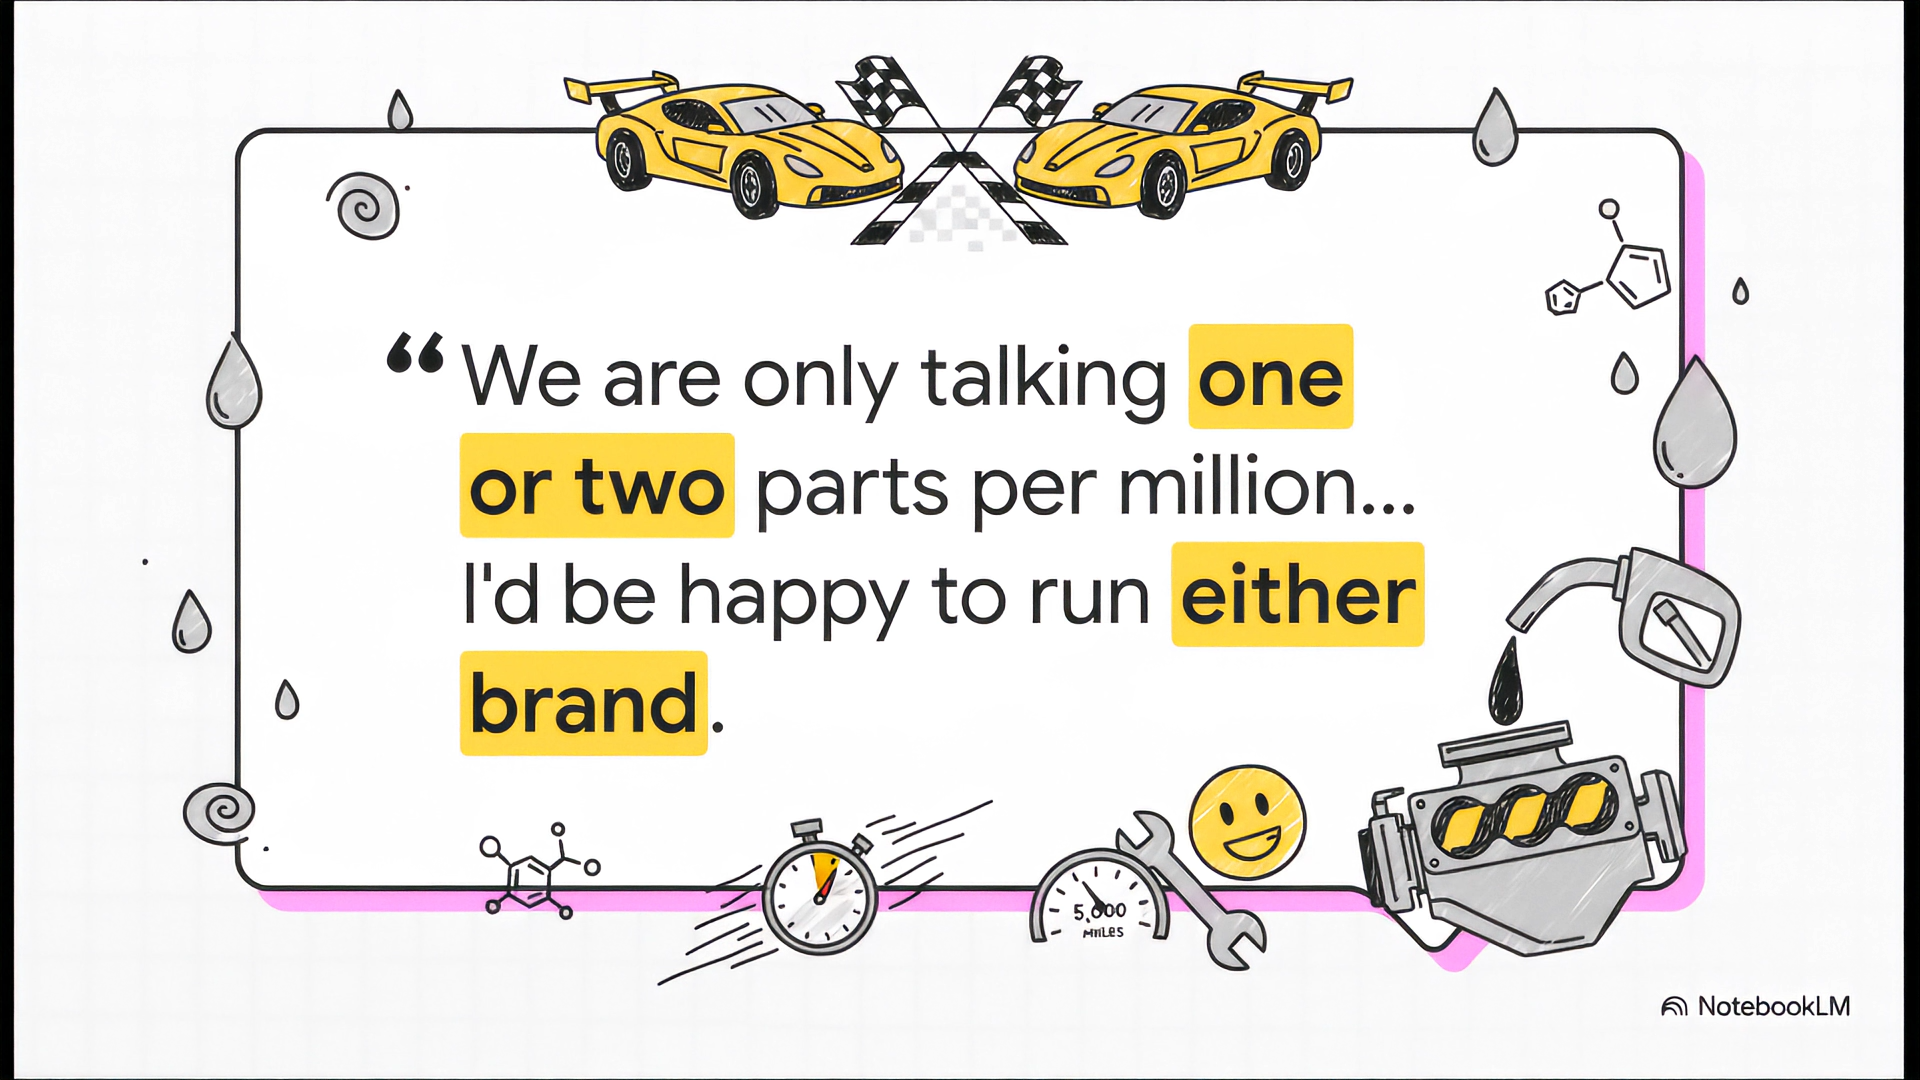 “We are only talking one
or two parts per million...
I'd be happy to run either
brand.
5,000
MILES
NotebookLM